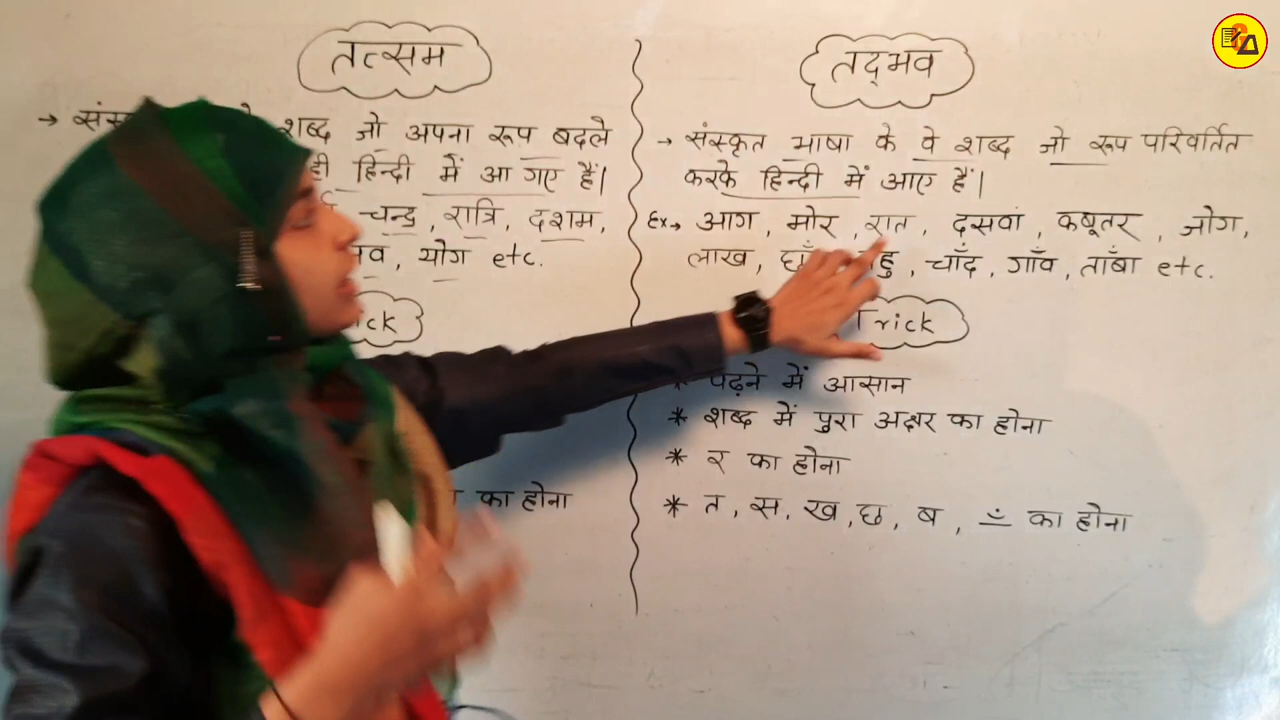 तत्सम
→ शब्द जो अपना रूप बदले
हिन्दी में आ गए हैं।
चन्द्र, रात्रि, दशम,
योग etc.
का होना
तद्भव
→ संस्कृत भाषा के वे शब्द जो रूप परिवर्तित
करके हिन्दी में आए हैं।
Ex→ आग, मोर, रात, दसवां, कबूतर, जोग,
लाख, चाँद, गाँव, ताँबा etc.
Trick
* पढ़ने में आसान
* शब्द में पुरा अक्षर का होना
* र का होना
* त, स, ख, छ, ब, ँ का होना